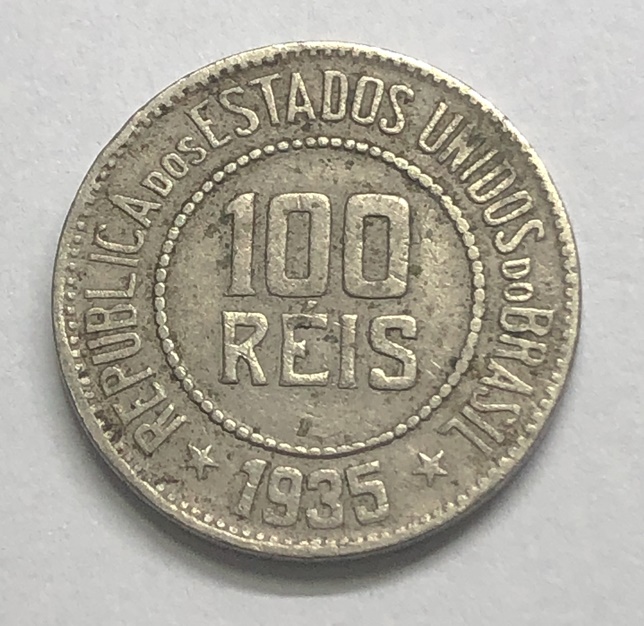 REPUBLICA DOS ESTADOS UNIDOS DO BRASIL
100
RÉIS
1935